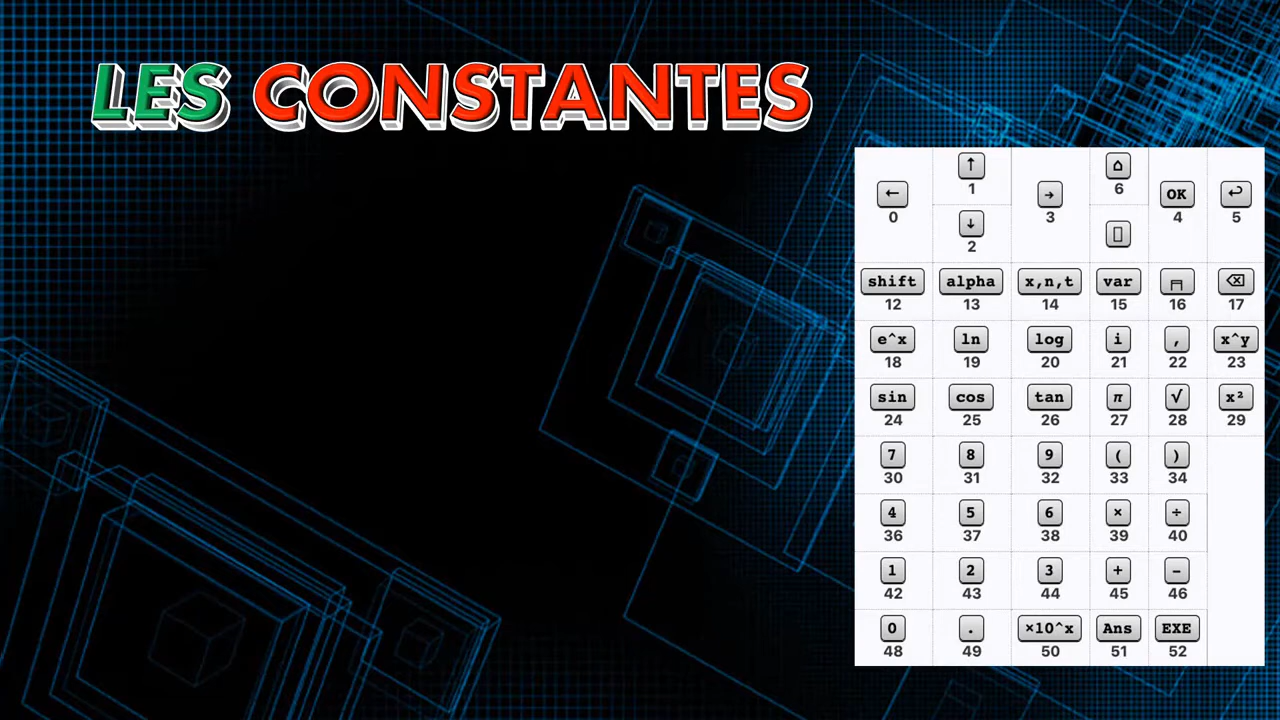 LES CONSTANTES
↑ ⌂
← 1 → 6 OK ↩
0 ↓ 3 4 5
2
shift alpha x,n,t var ⌫
12 13 14 15 16 17
e^x ln log i , x^y
18 19 20 21 22 23
sin cos tan π √ x²
24 25 26 27 28 29
7 8 9 ( )
30 31 32 33 34
4 5 6 × ÷
36 37 38 39 40
1 2 3 + −
42 43 44 45 46
0 . ×10^x Ans EXE
48 49 50 51 52